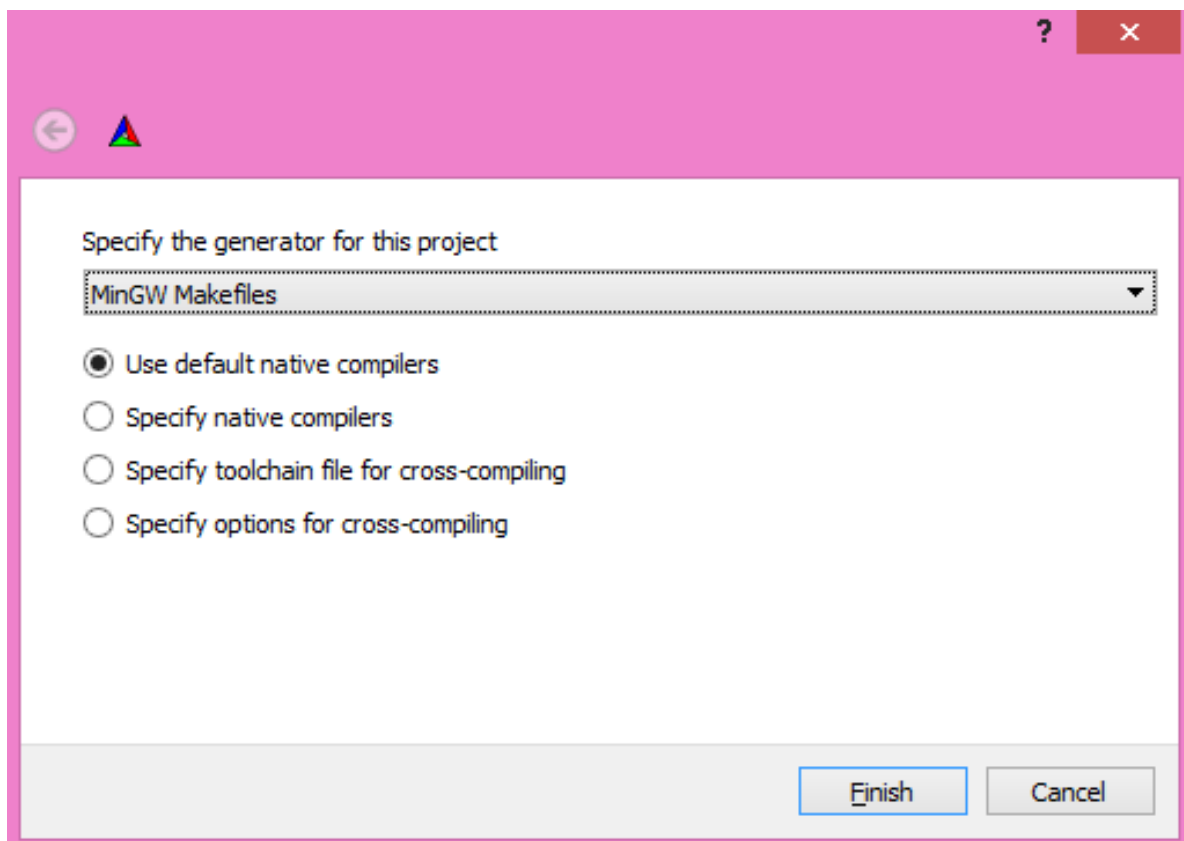 ?
Specify the generator for this project
MinGW Makefiles
Use default native compilers
Specify native compilers
Specify toolchain file for cross-compiling
Specify options for cross-compiling
Finish
Cancel